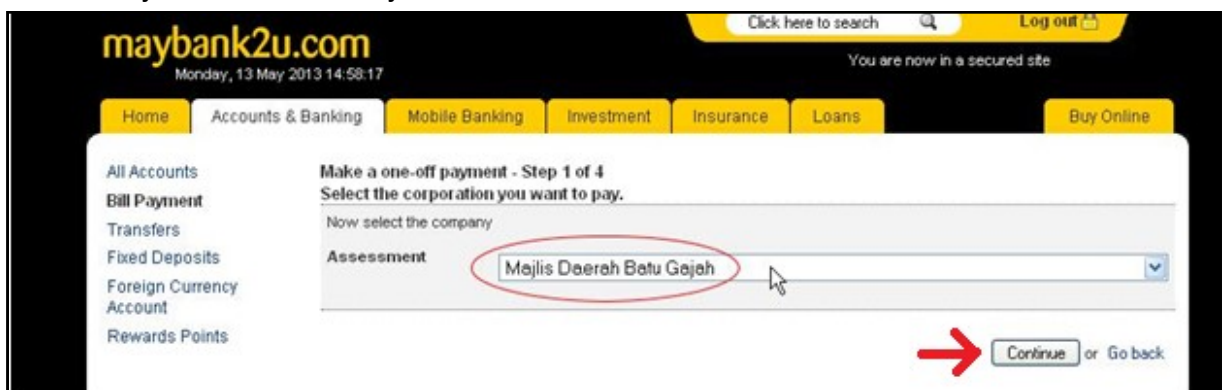 Click here to search
Log out
maybank2u.com
Monday, 13 May 2013 14:58:17
You are now in a secured site
Home
Accounts & Banking
Mobile Banking
Investment
Insurance
Loans
Buy Online
All Accounts
Bill Payment
Transfers
Fixed Deposits
Foreign Currency
Account
Rewards Points
Make a one-off payment - Step 1 of 4
Select the corporation you want to pay.
Now select the company
Assessment
Majlis Daerah Batu Gajah
Continue or Go back